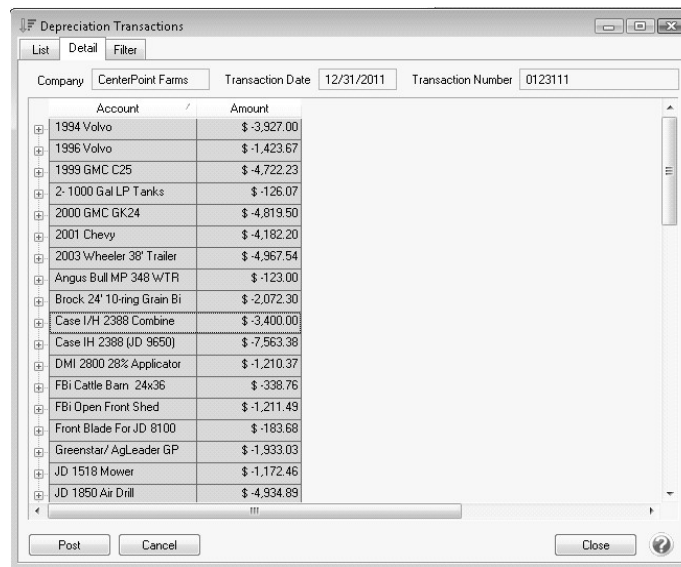 Depreciation Transactions
List Detail Filter
Company CenterPoint Farms Transaction Date 12/31/2011 Transaction Number 0123111
Account Amount
1994 Volvo $ -3,927.00
1996 Volvo $ -1,423.67
1999 GMC C25 $ -4,722.23
2- 1000 Gal LP Tanks $ -126.07
2000 GMC GK24 $ -4,819.50
2001 Chevy $ -4,182.20
2003 Wheeler 38' Trailer $ -4,967.54
Angus Bull MP 348 WTR $ -123.00
Brock 24' 10-ring Grain Bi $ -2,072.30
Case I/H 2388 Combine $ -3,400.00
Case IH 2388 (JD 9650) $ -7,563.38
DMI 2800 28% Applicator $ -1,210.37
FBi Cattle Barn 24x36 $ -338.76
FBi Open Front Shed $ -1,211.49
Front Blade For JD 8100 $ -183.68
Greenstar/ AgLeader GP $ -1,933.03
JD 1518 Mower $ -1,172.46
JD 1850 Air Drill $ -4,934.89
Post Cancel Close ?